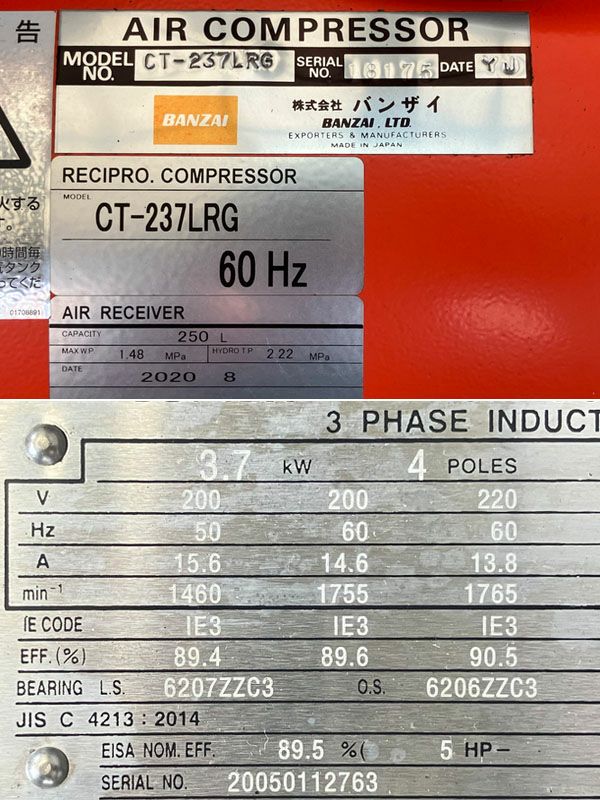 告
AIR COMPRESSOR
MODEL NO. CT-237LRG SERIAL NO. 18175 DATE YW
BANZAI
株式会社 バンザイ
BANZAI, LTD.
EXPORTERS & MANUFACTURERS
MADE IN JAPAN
火する
す。
時間毎
気タンク
ってくだ
01708891
RECIPRO. COMPRESSOR
MODEL
CT-237LRG
60 Hz
AIR RECEIVER
CAPACITY 250 L
MAX W.P. 1.48 MPa HYDRO T.P. 2.22 MPa
DATE 2020 8
3 PHASE INDUCT
3.7 kW 4 POLES
V 200 200 220
Hz 50 60 60
A 15.6 14.6 13.8
min⁻¹ 1460 1755 1765
IE CODE IE3 IE3 IE3
EFF.(%) 89.4 89.6 90.5
BEARING L.S. 6207ZZC3 O.S. 6206ZZC3
JIS C 4213 : 2014
EISA NOM. EFF. 89.5 %( 5 HP-
SERIAL NO. 20050112763